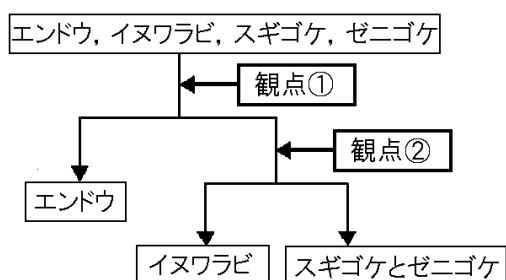 エンドウ, イヌワラビ, スギゴケ, ゼニゴケ
観点①
観点②
エンドウ
イヌワラビ
スギゴケとゼニゴケ